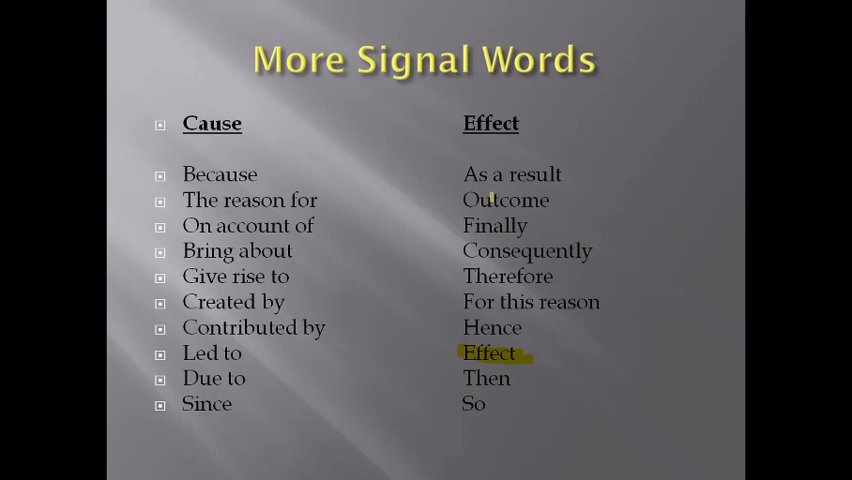 More Signal Words
Cause Effect
Because As a result
The reason for Outcome
On account of Finally
Bring about Consequently
Give rise to Therefore
Created by For this reason
Contributed by Hence
Led to Effect
Due to Then
Since So